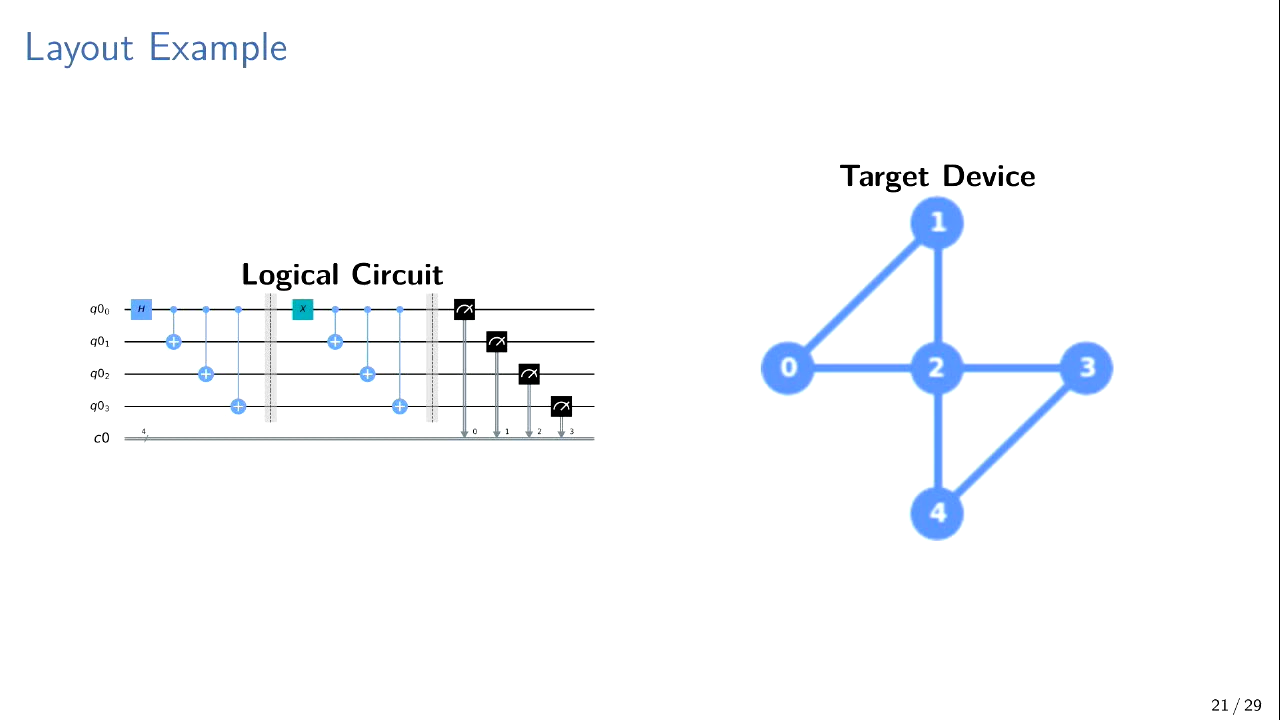 Layout Example
Target Device
1
0 2 3
4
Logical Circuit
q0₀ H X
q0₁
q0₂
q0₃
c0 4 0 1 2 3
21 / 29